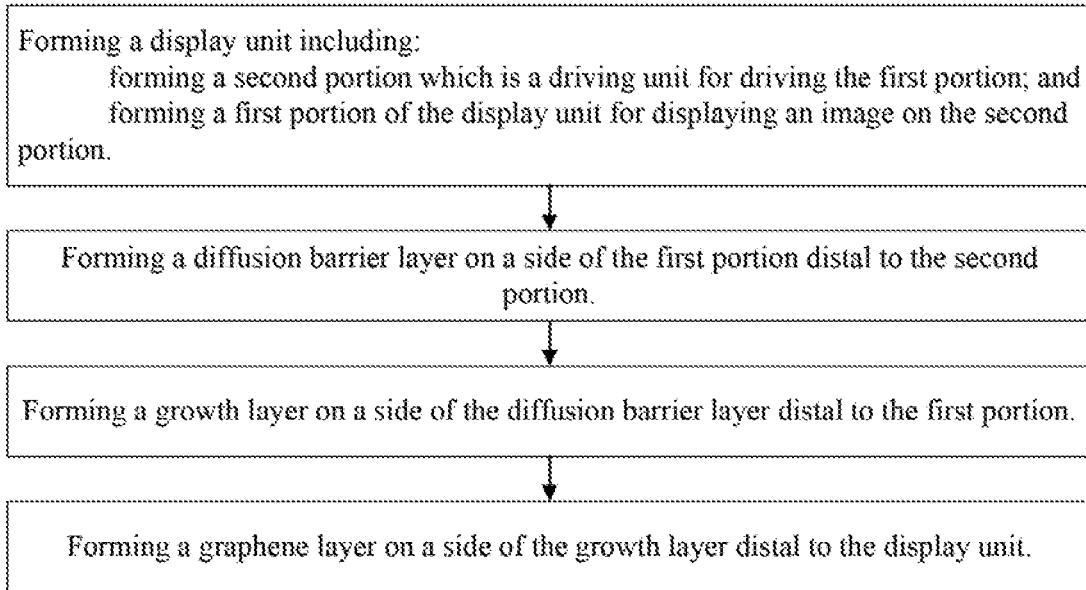 Forming a display unit including:
forming a second portion which is a driving unit for driving the first portion; and
forming a first portion of the display unit for displaying an image on the second
portion.
Forming a diffusion barrier layer on a side of the first portion distal to the second
portion.
Forming a growth layer on a side of the diffusion barrier layer distal to the first portion.
Forming a graphene layer on a side of the growth layer distal to the display unit.